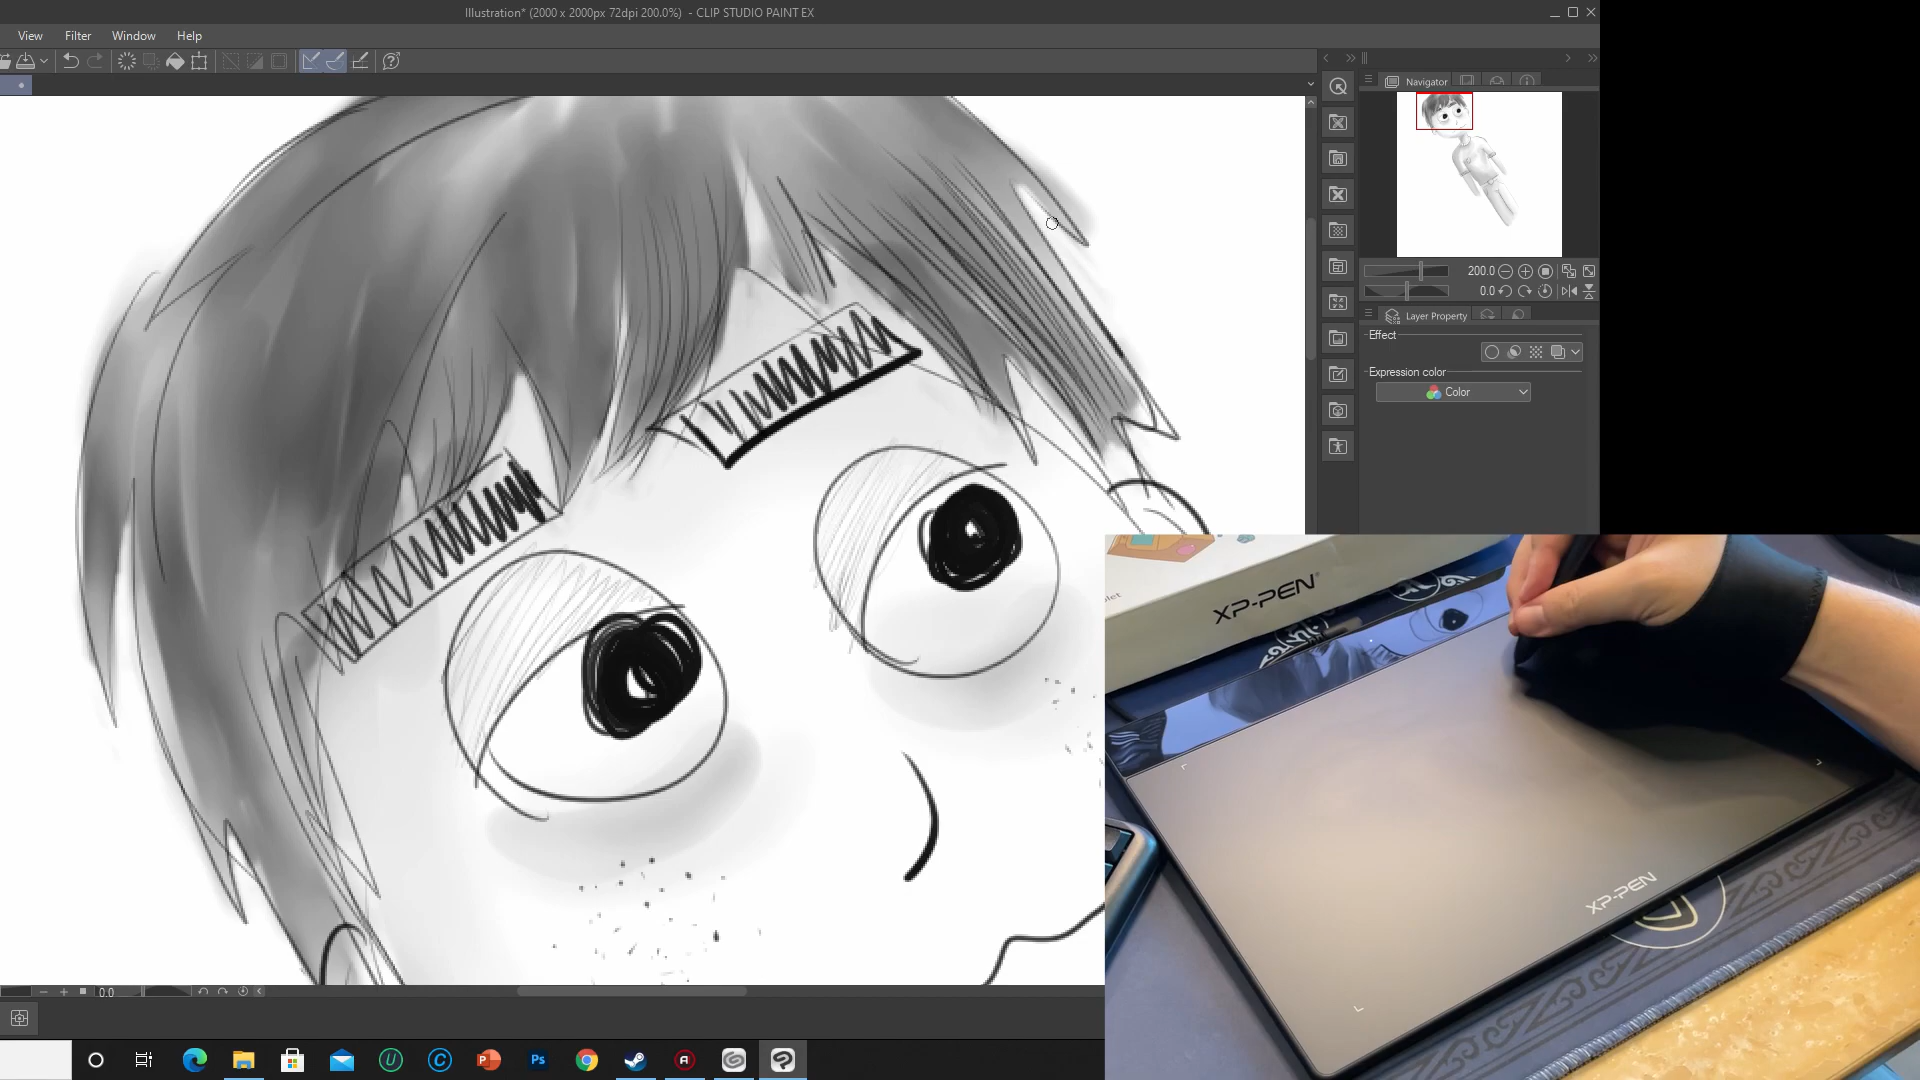 Illustration* (2000 x 2000px 72dpi 200.0%) - CLIP STUDIO PAINT EX
View Filter Window Help
Navigator
200.0
0.0
Layer Property
Effect
Expression color
Color
XP-PEN
XP-PEN
0.0
Ps